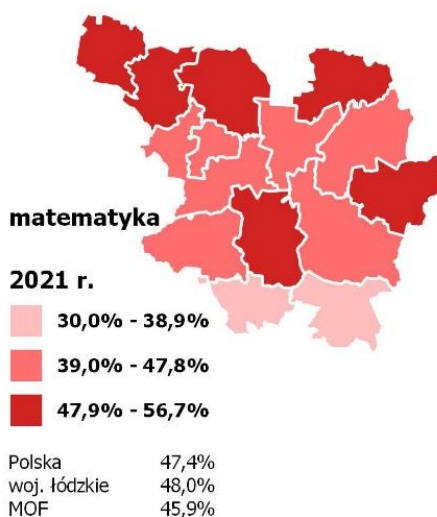 matematyka
2021 r.
30,0% - 38,9%
39,0% - 47,8%
47,9% - 56,7%
Polska 47,4%
woj. łódzkie 48,0%
MOF 45,9%